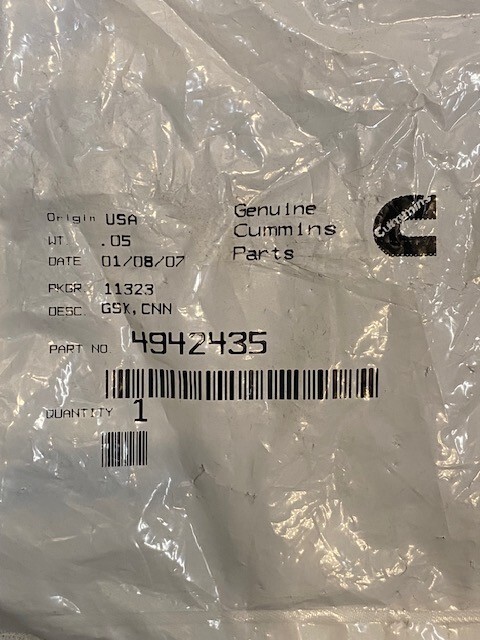 Origin USA
WT .05
DATE 01/08/07
PKGR 11323
DESC. GSK,CNN
PART NO 4942435
QUANTITY 1
Genuine
Cummins
Parts
Cummins